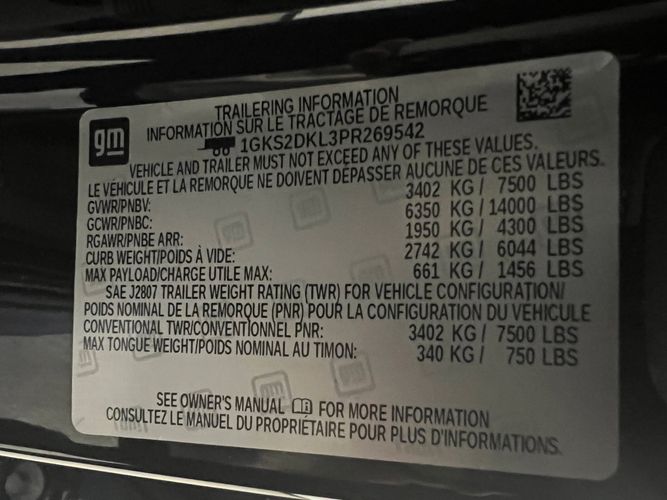 gm
TRAILERING INFORMATION
INFORMATION SUR LE TRACTAGE DE REMORQUE
1GKS2DKL3PR269542
VEHICLE AND TRAILER MUST NOT EXCEED ANY OF THESE VALUES.
LE VÉHICULE ET LA REMORQUE NE DOIVENT DÉPASSER AUCUNE DE CES VALEURS.
GVWR/PNBV: 3402 KG / 7500 LBS
GCWR/PNBC: 6350 KG / 14000 LBS
RGAWR/PNBE ARR: 1950 KG / 4300 LBS
CURB WEIGHT/POIDS À VIDE: 2742 KG / 6044 LBS
MAX PAYLOAD/CHARGE UTILE MAX: 661 KG / 1456 LBS
SAE J2807 TRAILER WEIGHT RATING (TWR) FOR VEHICLE CONFIGURATION/
POIDS NOMINAL DE LA REMORQUE (PNR) POUR LA CONFIGURATION DU VÉHICULE
CONVENTIONAL TWR/CONVENTIONNEL PNR: 3402 KG / 7500 LBS
MAX TONGUE WEIGHT/POIDS NOMINAL AU TIMON: 340 KG / 750 LBS
SEE OWNER'S MANUAL FOR MORE INFORMATION
CONSULTEZ LE MANUEL DU PROPRIÉTAIRE POUR PLUS D'INFORMATIONS.